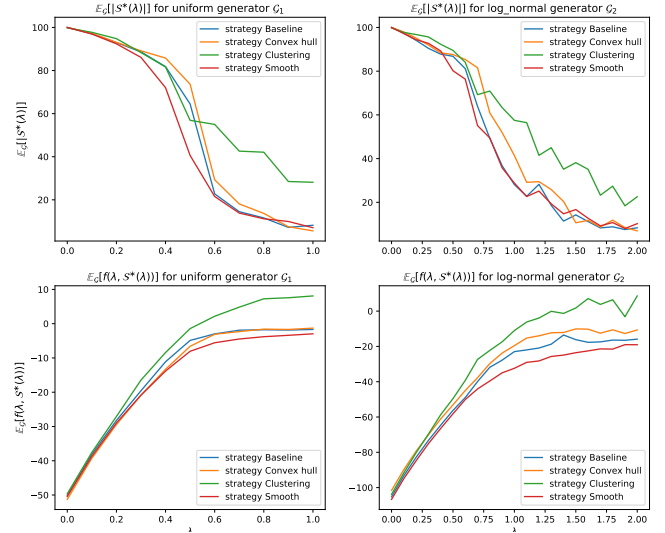 𝔼𝒢[|S*(λ)|] for uniform generator 𝒢1
𝔼𝒢[|S*(λ)|]
100
80
60
40
20
0.0 0.2 0.4 0.6 0.8 1.0
strategy Baseline
strategy Convex hull
strategy Clustering
strategy Smooth
𝔼𝒢[|S*(λ)|] for log_normal generator 𝒢2
100
80
60
40
20
0.00 0.25 0.50 0.75 1.00 1.25 1.50 1.75 2.00
strategy Baseline
strategy Convex hull
strategy Clustering
strategy Smooth
𝔼𝒢[f(λ, S*(λ))] for uniform generator 𝒢1
𝔼𝒢[f(λ, S*(λ))]
10
0
−10
−20
−30
−40
−50
0.0 0.2 0.4 0.6 0.8 1.0
strategy Baseline
strategy Convex hull
strategy Clustering
strategy Smooth
𝔼𝒢[f(λ, S*(λ))] for log-normal generator 𝒢2
0
−20
−40
−60
−80
−100
0.00 0.25 0.50 0.75 1.00 1.25 1.50 1.75 2.00
strategy Baseline
strategy Convex hull
strategy Clustering
strategy Smooth